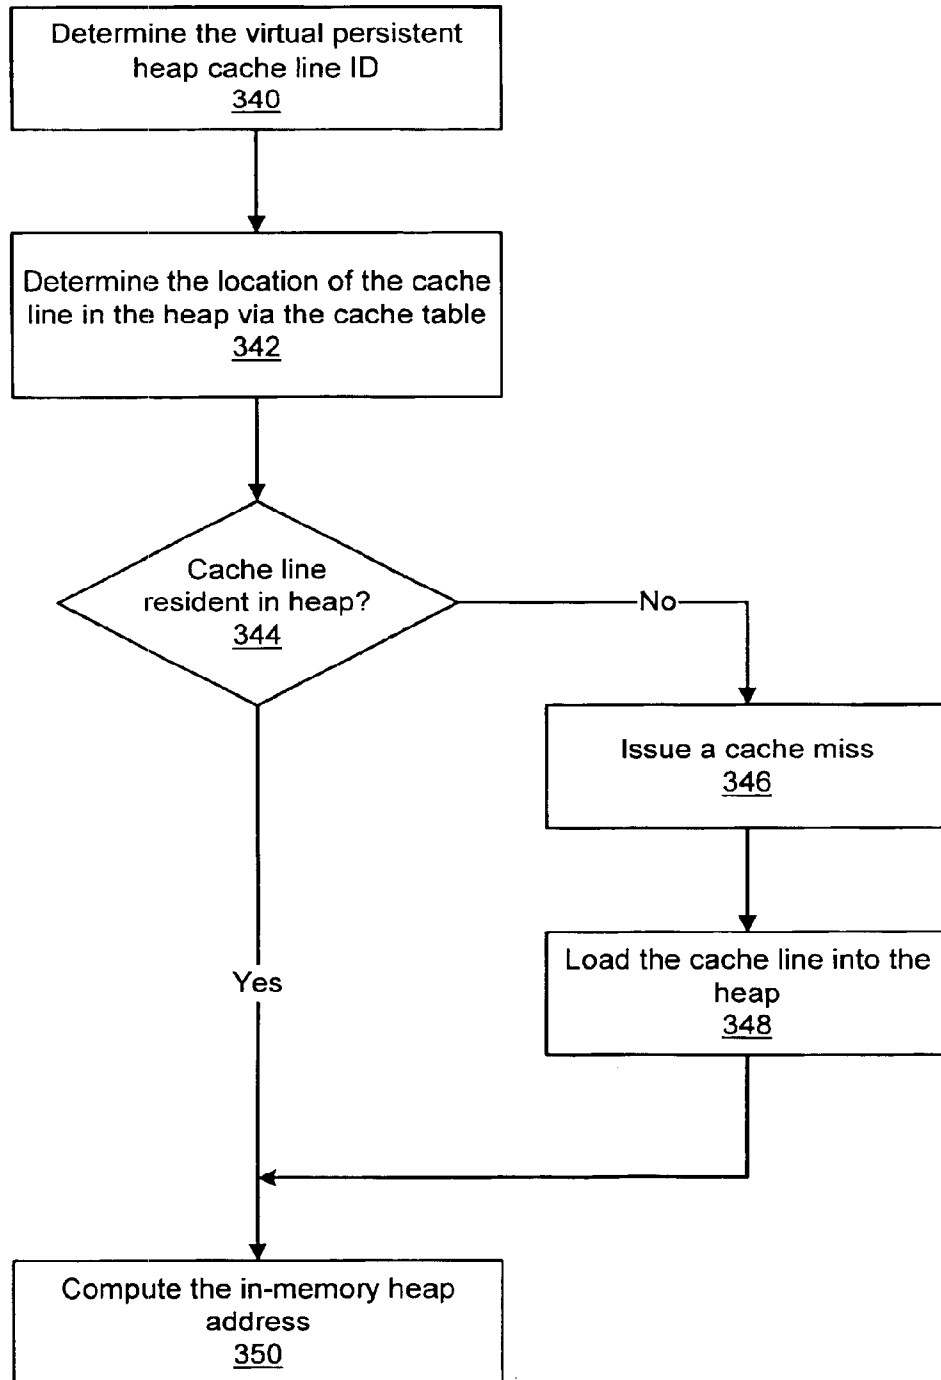 Determine the virtual persistent
heap cache line ID
340
Determine the location of the cache
line in the heap via the cache table
342
Cache line
resident in heap?
344
No
Issue a cache miss
346
Load the cache line into the
heap
348
Yes
Compute the in-memory heap
address
350